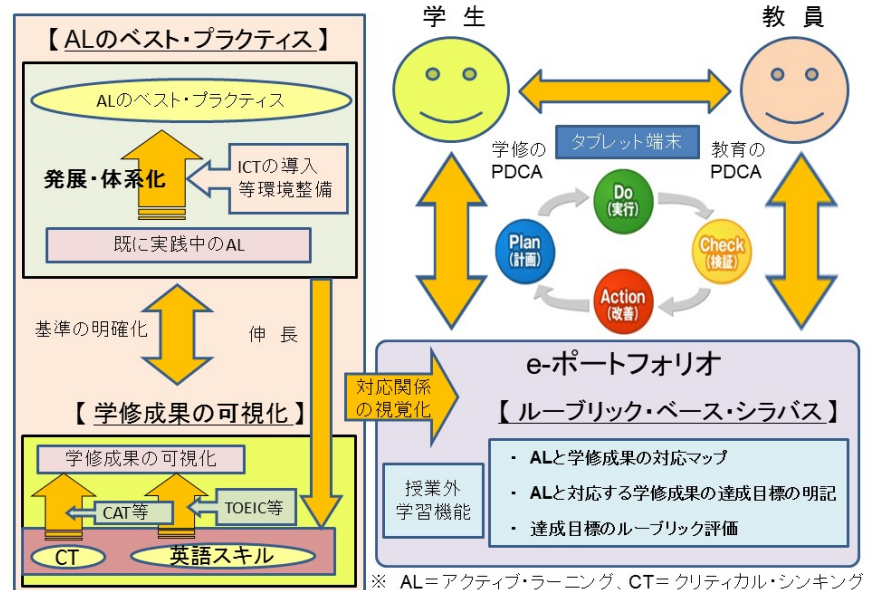 【 ALのベスト・プラクティス 】
ALのベスト・プラクティス
発展・体系化
ICTの導入
等環境整備
既に実践中のAL
基準の明確化
伸 長
【 学修成果の可視化 】
学修成果の可視化
CAT等
TOEIC等
CT
英語スキル
学 生
教 員
タブレット端末
学修の
PDCA
教育の
PDCA
Do
(実行)
Plan
(計画)
Check
(検証)
Action
(改善)
対応関係
の視覚化
e-ポートフォリオ
【 ルーブリック・ベース・シラバス 】
授業外
学習機能
・ ALと学修成果の対応マップ
・ ALと対応する学修成果の達成目標の明記
・ 達成目標のルーブリック評価
※ AL＝アクティブ・ラーニング、CT＝クリティカル・シンキング